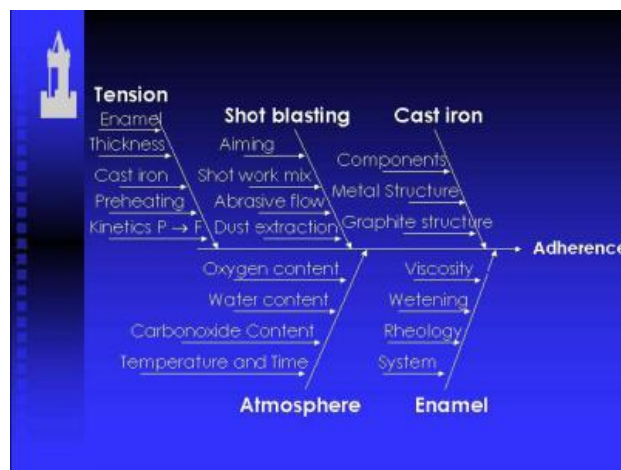 Tension
Enamel
Thickness
Cast iron
Preheating
Kinetics P → F
Shot blasting
Aiming
Shot work mix
Abrasive flow
Dust extraction
Cast iron
Components
Metal Structure
Graphite structure
Adherence
Oxygen content
Water content
Carbonoxide Content
Temperature and Time
Atmosphere
Viscosity
Wetening
Rheology
System
Enamel